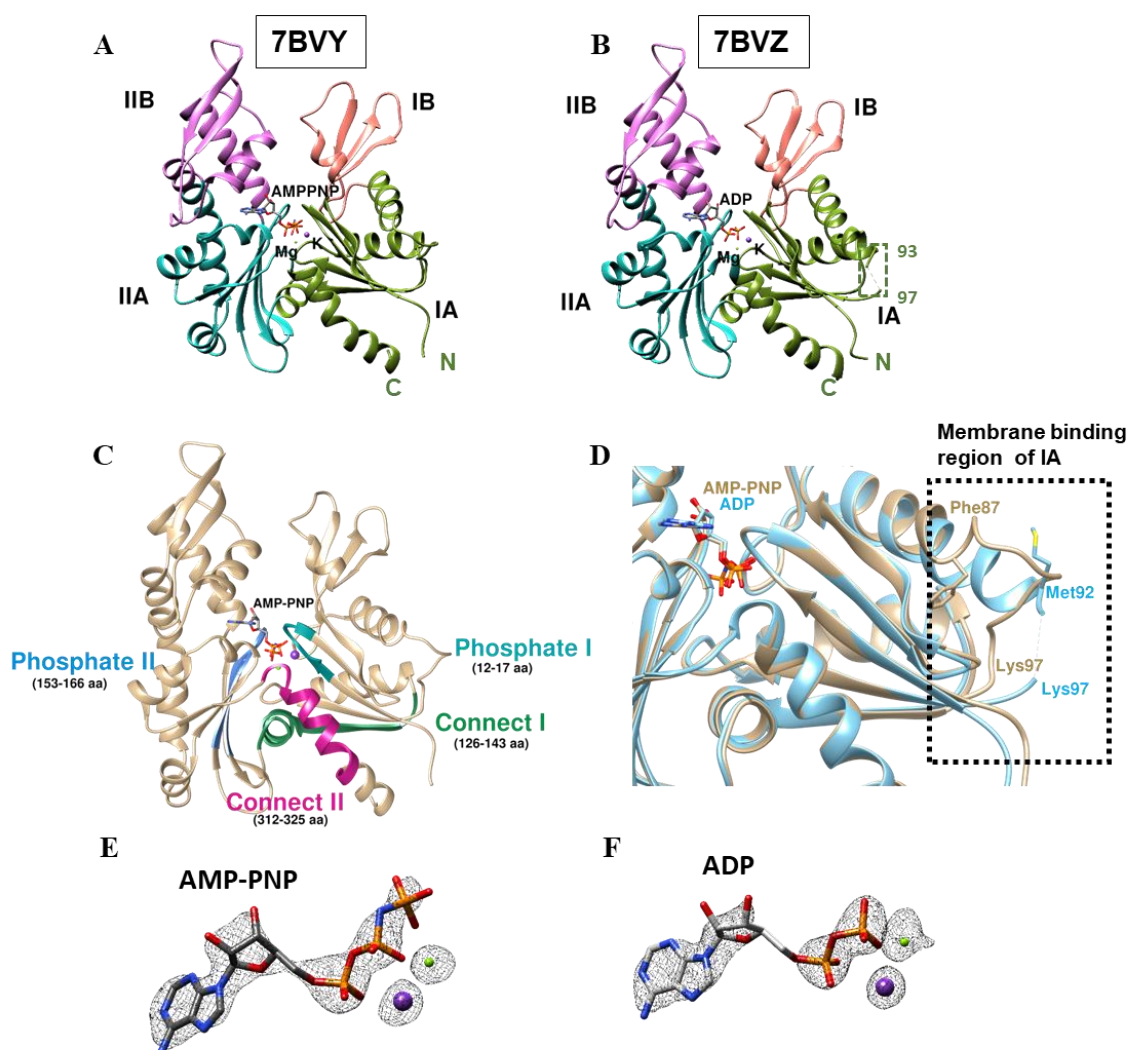 A
7BVY
IIB
IB
AMPPNP
Mg
K
IIA
IA
N
C
B
7BVZ
IIB
IB
ADP
Mg
K
93
97
IIA
IA
N
C
C
AMP-PNP
Phosphate II
(153-166 aa)
Phosphate I
(12-17 aa)
Connect I
(126-143 aa)
Connect II
(312-325 aa)
D
Membrane binding
region of IA
AMP-PNP
ADP
Phe87
Met92
Lys97
Lys97
E
AMP-PNP
F
ADP